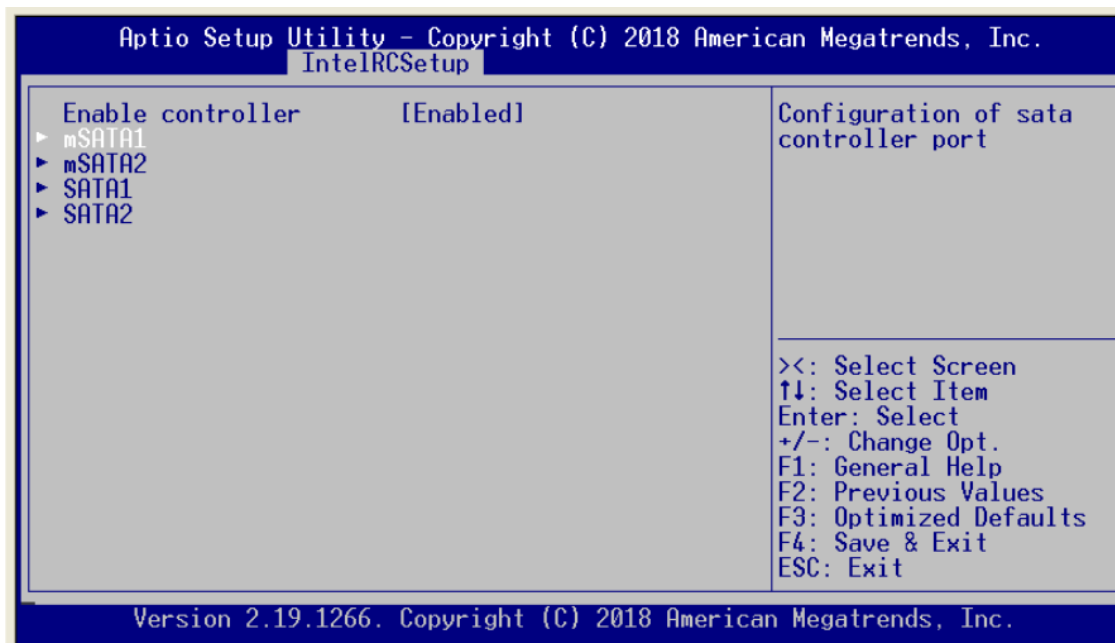 Aptio Setup Utility – Copyright (C) 2018 American Megatrends, Inc.
IntelRCSetup
Enable controller [Enabled]
► mSATA1
► mSATA2
► SATA1
► SATA2
Configuration of sata
controller port
><: Select Screen
↑↓: Select Item
Enter: Select
+/-: Change Opt.
F1: General Help
F2: Previous Values
F3: Optimized Defaults
F4: Save & Exit
ESC: Exit
Version 2.19.1266. Copyright (C) 2018 American Megatrends, Inc.